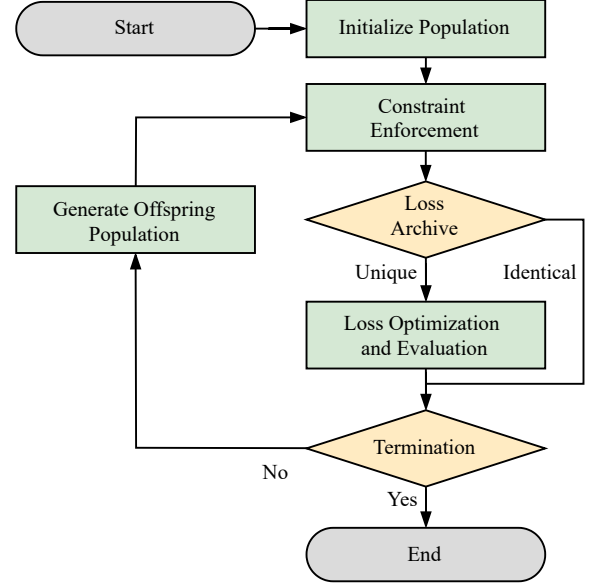 Start
Initialize Population
Constraint
Enforcement
Loss
Archive
Generate Offspring
Population
Unique
Identical
Loss Optimization
and Evaluation
Termination
No
Yes
End